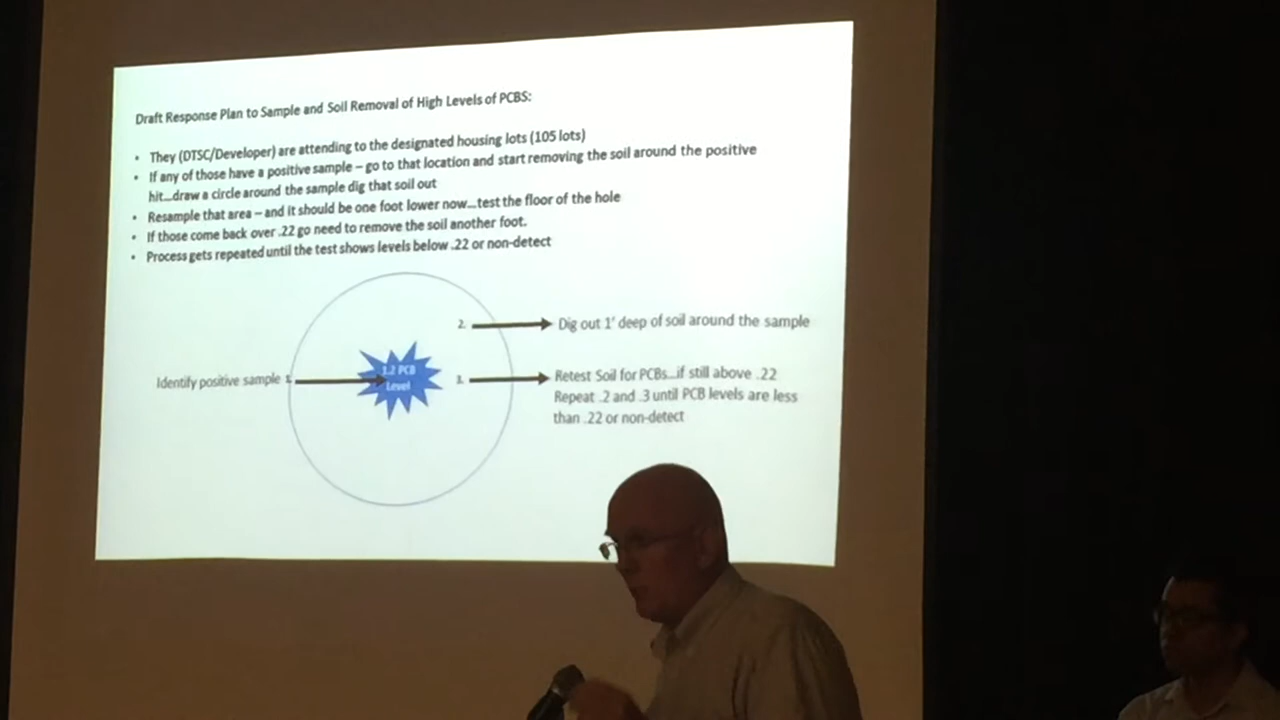 Draft Response Plan to Sample and Soil Removal of High Levels of PCBS:
• They (DTSC/Developer) are attending to the designated housing lots (105 lots)
• If any of those have a positive sample – go to that location and start removing the soil around the positive
hit...draw a circle around the sample dig that soil out
• Resample that area – and it should be one foot lower now...test the floor of the hole
• If those come back over .22 go need to remove the soil another foot.
• Process gets repeated until the test shows levels below .22 or non-detect
2. Dig out 1' deep of soil around the sample
Identify positive sample 1.
1.2 PCB
Level
3. Retest Soil for PCBs...if still above .22
Repeat .2 and .3 until PCB levels are less
than .22 or non-detect